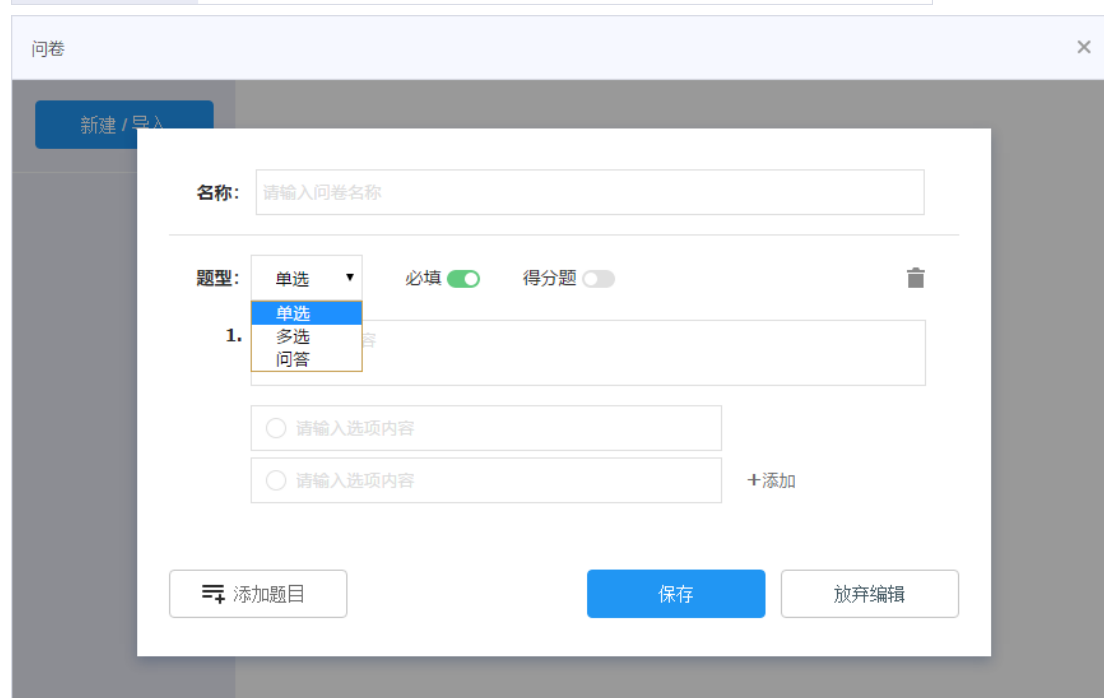 问卷
新建 / 导入
名称: 请输入问卷名称
题型: 单选 必填 得分题
单选
1. 多选 容
问答
请输入选项内容
请输入选项内容 +添加
添加题目 保存 放弃编辑